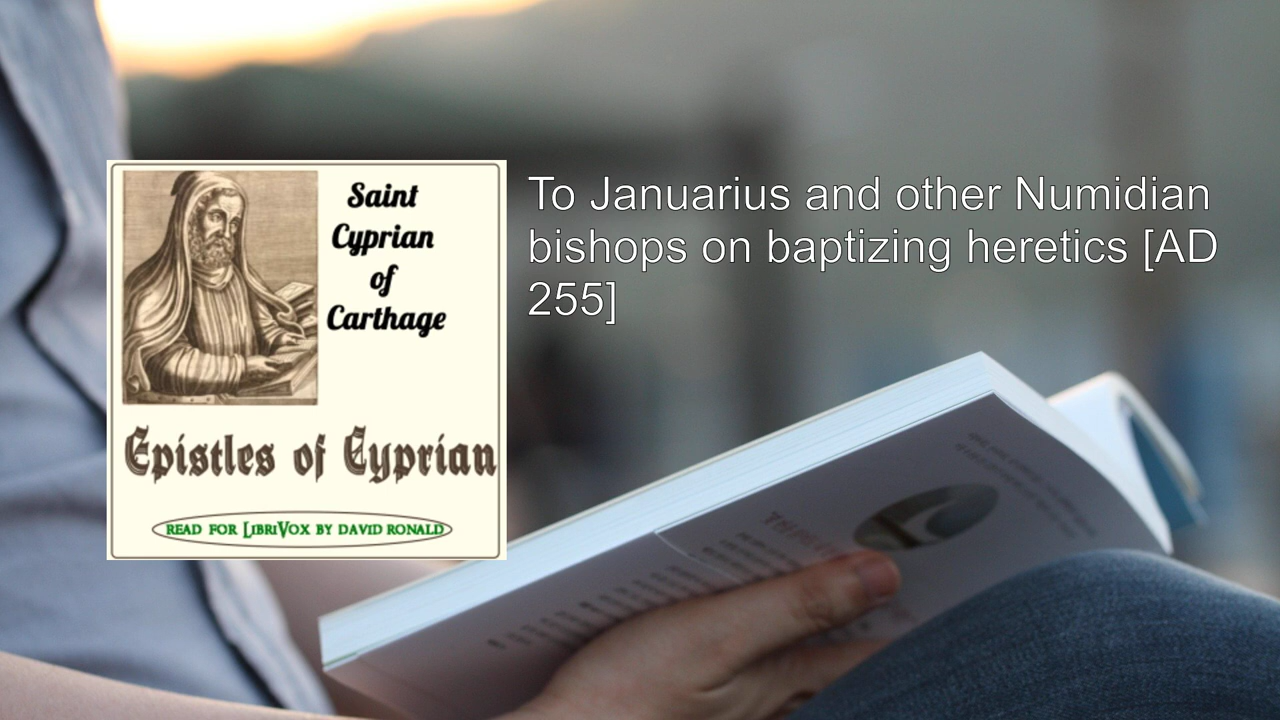 Saint
Cyprian
of
Carthage
Epistles of Cyprian
READ FOR LIBRIVOX BY DAVID RONALD
To Januarius and other Numidian
bishops on baptizing heretics [AD
255]